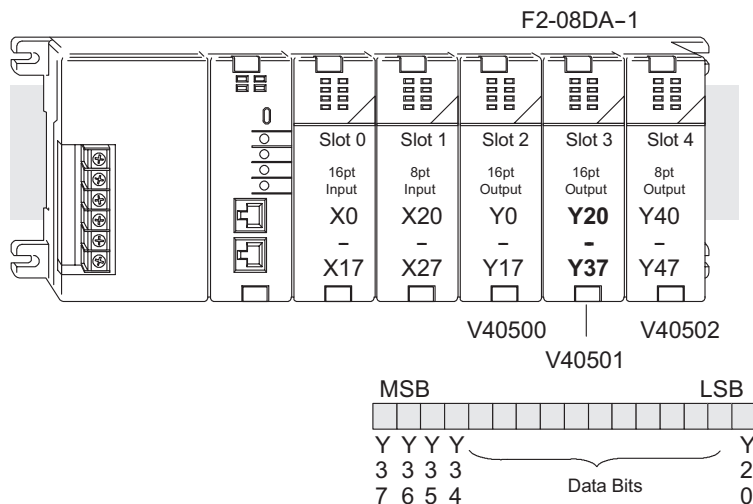 F2-08DA-1
Slot 0 Slot 1 Slot 2 Slot 3 Slot 4
16pt 8pt 16pt 16pt 8pt
Input Input Output Output Output
X0 X20 Y0 Y20 Y40
- - - - -
X17 X27 Y17 Y37 Y47
V40500 V40502
V40501
MSB LSB
Y Y Y Y Y
3 3 3 3 2
7 6 5 4 0
Data Bits